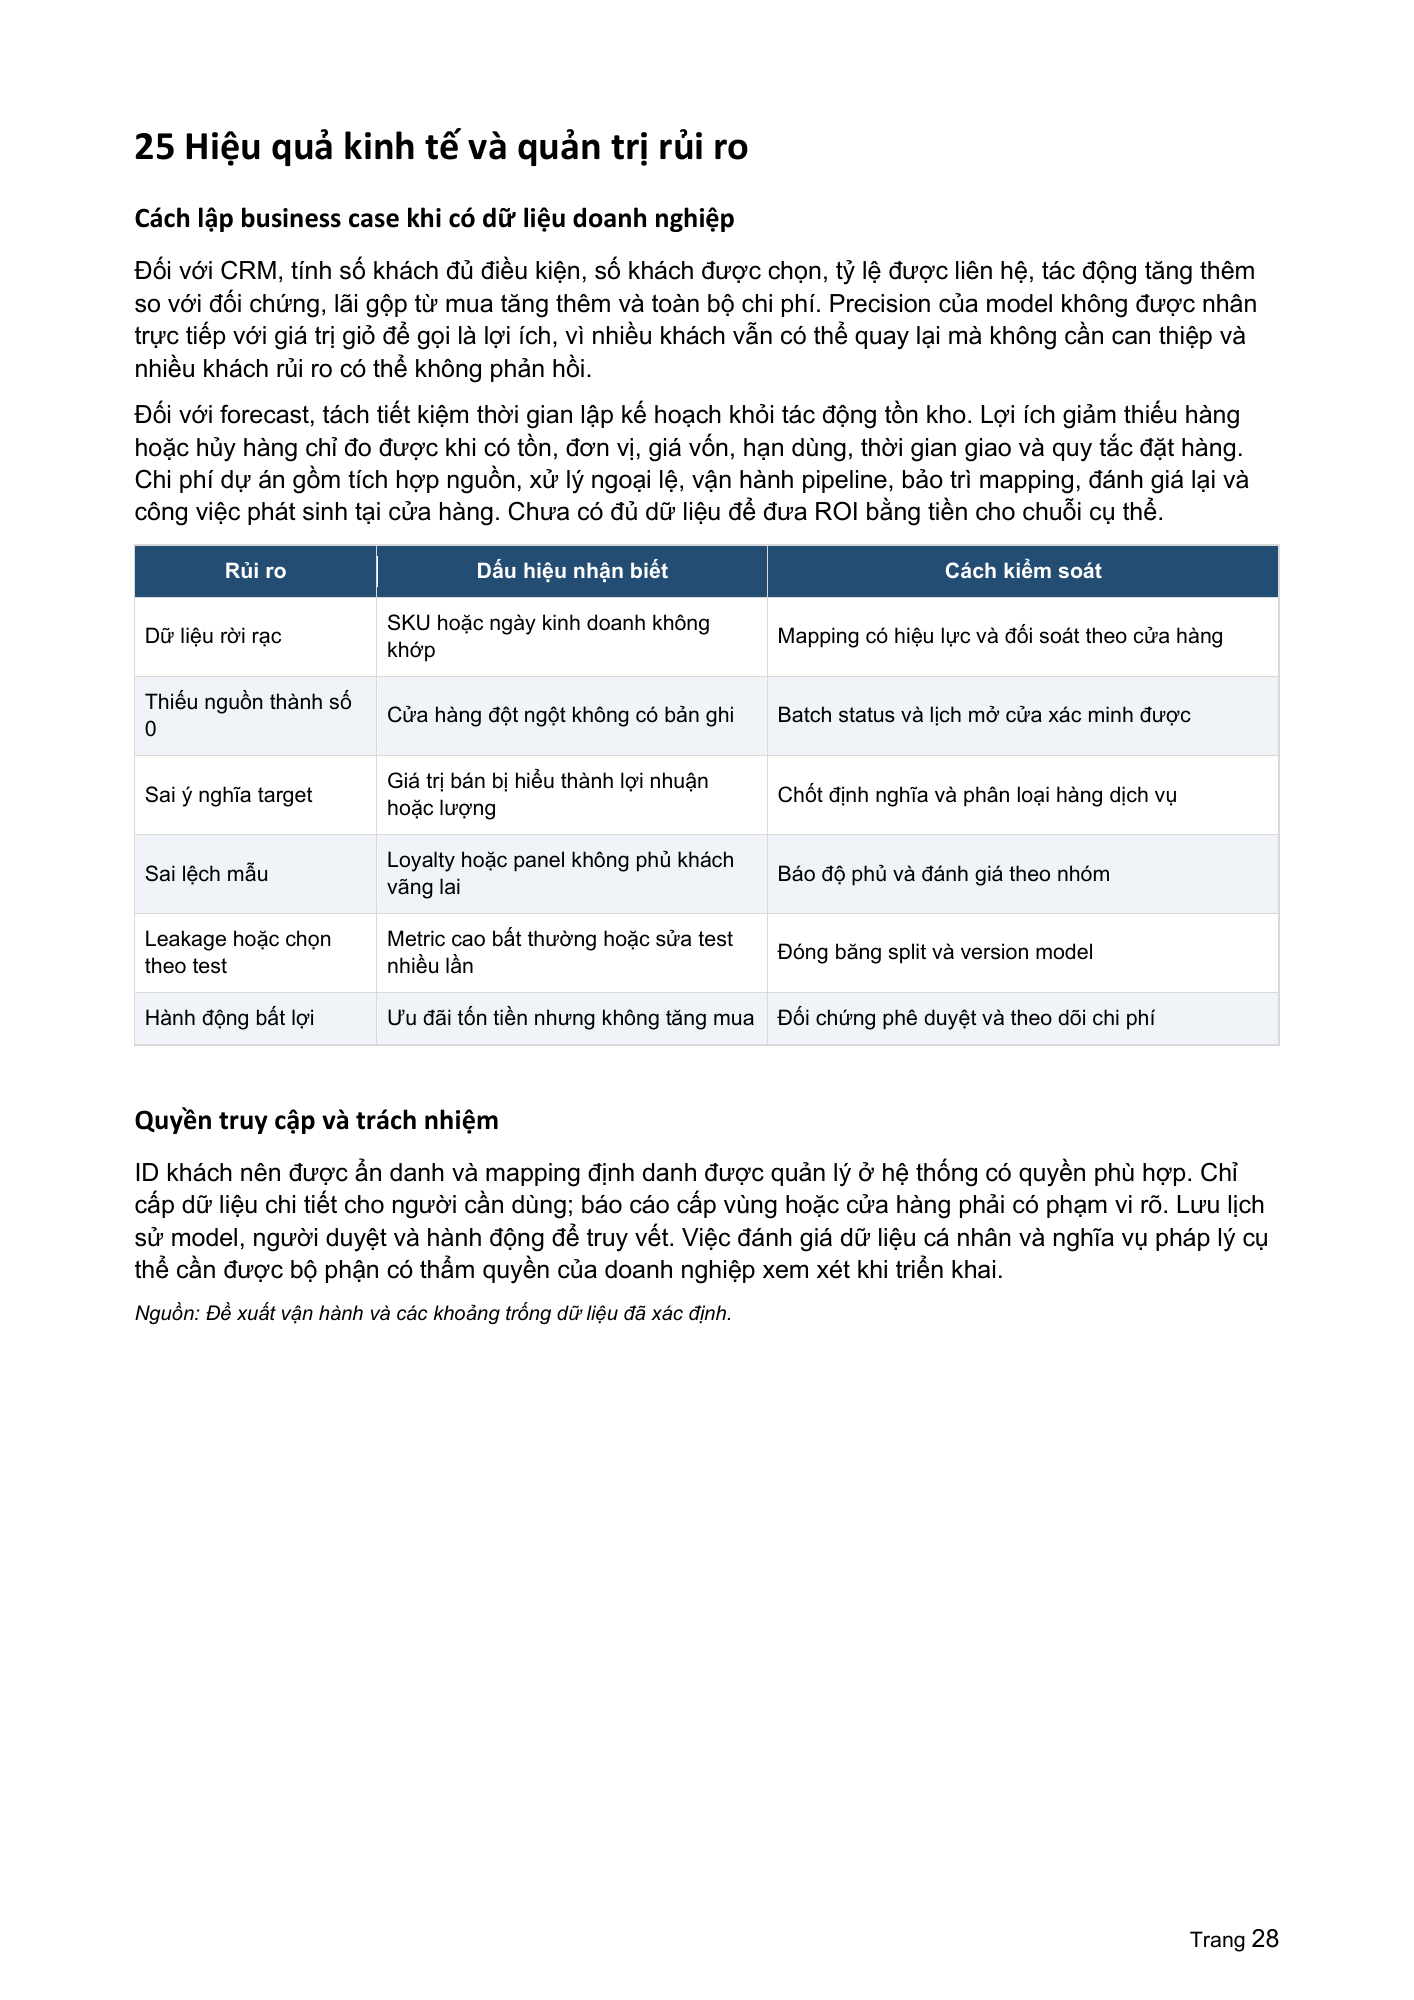 25 Hiệu quả kinh tế và quản trị rủi ro
Cách lập business case khi có dữ liệu doanh nghiệp
Đối với CRM, tính số khách đủ điều kiện, số khách được chọn, tỷ lệ được liên hệ, tác động tăng thêm
so với đối chứng, lãi gộp từ mua tăng thêm và toàn bộ chi phí. Precision của model không được nhân
trực tiếp với giá trị giỏ để gọi là lợi ích, vì nhiều khách vẫn có thể quay lại mà không cần can thiệp và
nhiều khách rủi ro có thể không phản hồi.
Đối với forecast, tách tiết kiệm thời gian lập kế hoạch khỏi tác động tồn kho. Lợi ích giảm thiếu hàng
hoặc hủy hàng chỉ đo được khi có tồn, đơn vị, giá vốn, hạn dùng, thời gian giao và quy tắc đặt hàng.
Chi phí dự án gồm tích hợp nguồn, xử lý ngoại lệ, vận hành pipeline, bảo trì mapping, đánh giá lại và
công việc phát sinh tại cửa hàng. Chưa có đủ dữ liệu để đưa ROI bằng tiền cho chuỗi cụ thể.
Rủi ro
Dấu hiệu nhận biết
Cách kiểm soát
Dữ liệu rời rạc
SKU hoặc ngày kinh doanh không
khớp
Mapping có hiệu lực và đối soát theo cửa hàng
Thiếu nguồn thành số
0
Cửa hàng đột ngột không có bản ghi
Batch status và lịch mở cửa xác minh được
Sai ý nghĩa target
Giá trị bán bị hiểu thành lợi nhuận
hoặc lượng
Chốt định nghĩa và phân loại hàng dịch vụ
Sai lệch mẫu
Loyalty hoặc panel không phủ khách
vãng lai
Báo độ phủ và đánh giá theo nhóm
Leakage hoặc chọn
theo test
Metric cao bất thường hoặc sửa test
nhiều lần
Đóng băng split và version model
Hành động bất lợi
Ưu đãi tốn tiền nhưng không tăng mua
Đối chứng phê duyệt và theo dõi chi phí
Quyền truy cập và trách nhiệm
ID khách nên được ẩn danh và mapping định danh được quản lý ở hệ thống có quyền phù hợp. Chỉ
cấp dữ liệu chi tiết cho người cần dùng; báo cáo cấp vùng hoặc cửa hàng phải có phạm vi rõ. Lưu lịch
sử model, người duyệt và hành động để truy vết. Việc đánh giá dữ liệu cá nhân và nghĩa vụ pháp lý cụ
thể cần được bộ phận có thẩm quyền của doanh nghiệp xem xét khi triển khai.
Nguồn: Đề xuất vận hành và các khoảng trống dữ liệu đã xác định.
Trang 28